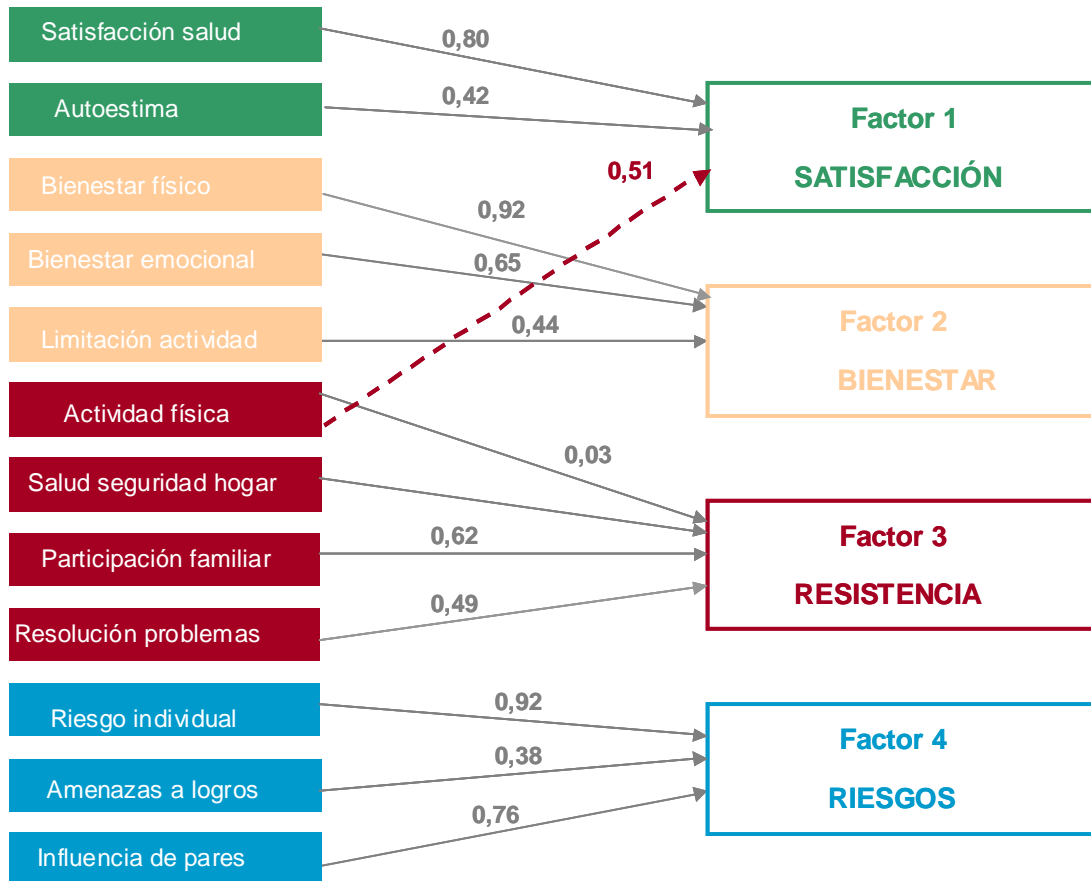 Satisfacción salud
0,80
Autoestima
0,42
Factor 1
SATISFACCIÓN
Bienestar físico
0,51
0,92
Bienestar emocional
0,65
Limitación actividad
0,44
Factor 2
BIENESTAR
Actividad física
0,03
Salud seguridad hogar
Participación familiar
0,62
Factor 3
RESISTENCIA
Resolución problemas
0,49
Riesgo individual
0,92
Factor 4
RIESGOS
Amenazas a logros
0,38
Influencia de pares
0,76